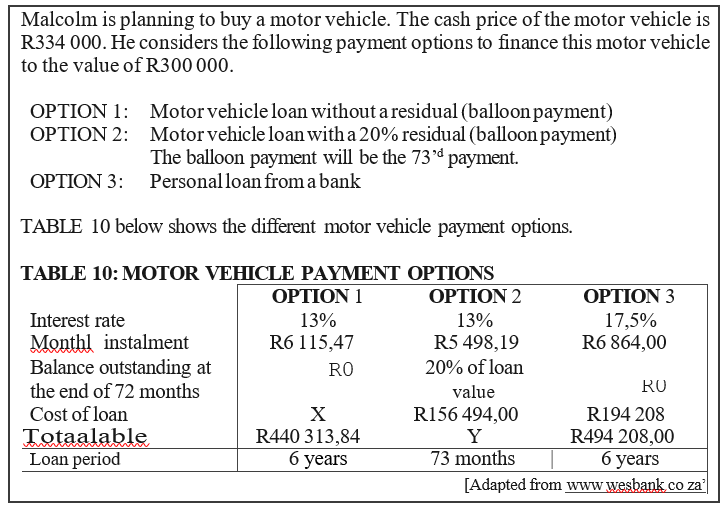 Malcolm is planning to buy a motor vehicle. The cash price of the motor vehicle is
R334 000. He considers the following payment options to finance this motor vehicle
to the value of R300 000.
OPTION 1: Motor vehicle loan without a residual (balloon payment)
OPTION 2: Motor vehicle loan with a 20% residual (balloon payment)
The balloon payment will be the 73’d payment.
OPTION 3: Personal loan from a bank
TABLE 10 below shows the different motor vehicle payment options.
TABLE 10: MOTOR VEHICLE PAYMENT OPTIONS
OPTION 1 OPTION 2 OPTION 3
Interest rate 13% 13% 17,5%
Monthl instalment R6 115,47 R5 498,19 R6 864,00
Balance outstanding at the end of 72 months R0 20% of loan value R0
Cost of loan X R156 494,00 R194 208
Totaalable R440 313,84 Y R494 208,00
Loan period 6 years 73 months | 6 years
[Adapted from www.wesbank.co za’